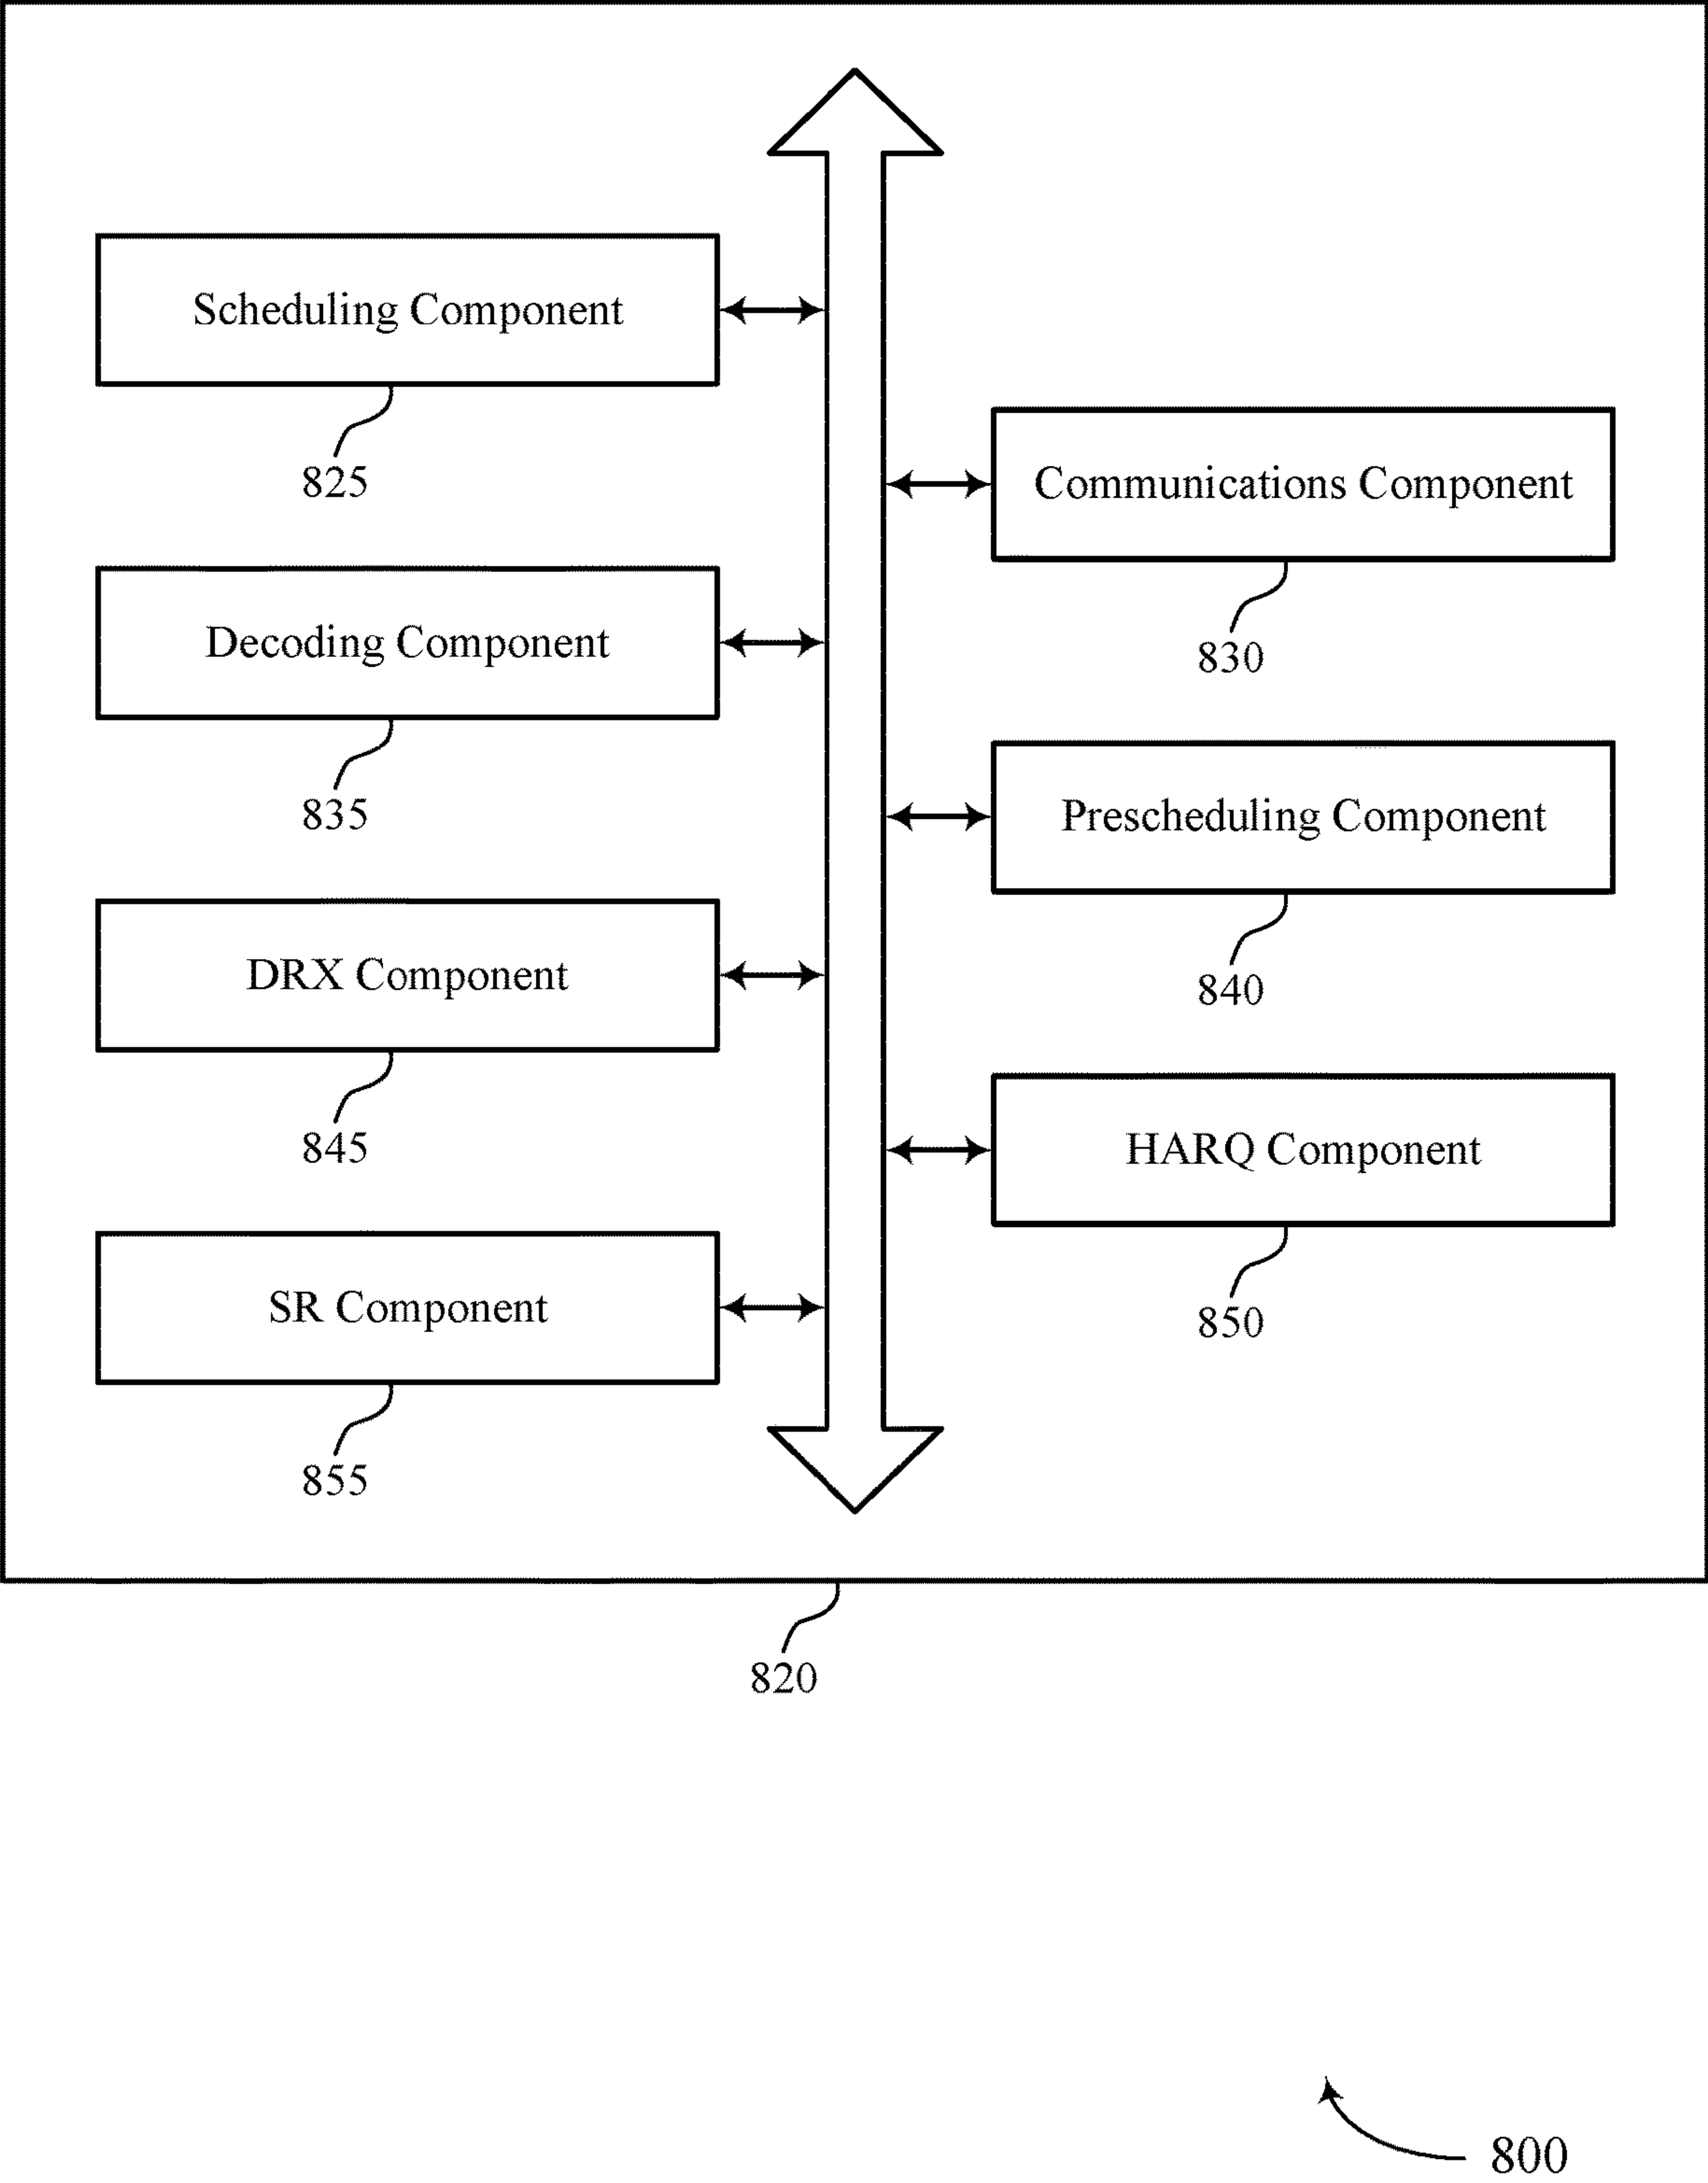 Scheduling Component
825
Communications Component
830
Decoding Component
835
Prescheduling Component
840
DRX Component
845
HARQ Component
850
SR Component
855
820
800